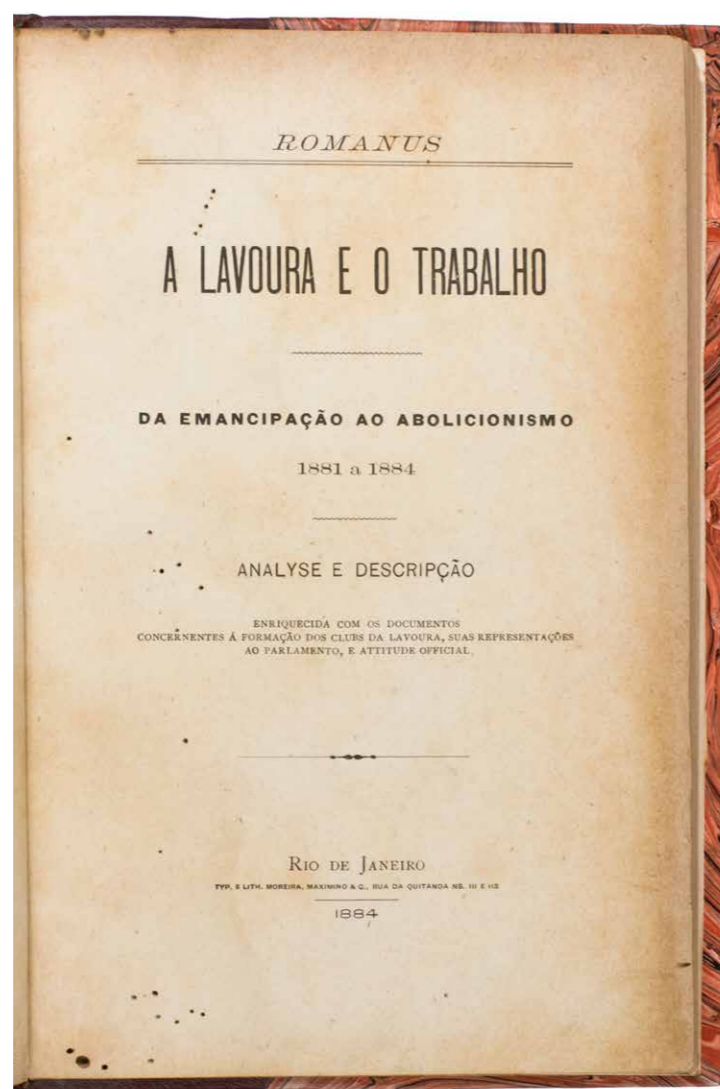 ROMANUS
A LAVOURA E O TRABALHO
DA EMANCIPAÇÃO AO ABOLICIONISMO
1881 a 1884
ANALYSE E DESCRIPÇÃO
ENRIQUECIDA COM OS DOCUMENTOS
CONCERNENTES Á FORMAÇÃO DOS CLUBS DA LAVOURA, SUAS REPRESENTAÇÕES
AO PARLAMENTO, E ATTITUDE OFFICIAL.
RIO DE JANEIRO
TYP. E LITH. MOREIRA, MAXIMINO & C., RUA DA QUITANDA NS. 111 E 113
1884